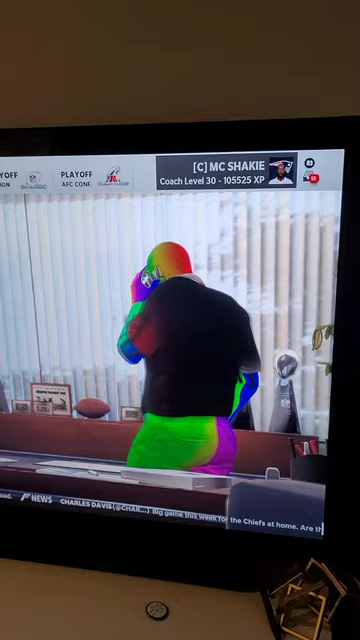 PLAYOFF
AFC CONF.
[C] MC SHAKIE
Coach Level 30 - 105525 XP
NEWS
CHARLES DAVIS(@CHAR...) Big game this week for the Chiefs at home. Are th